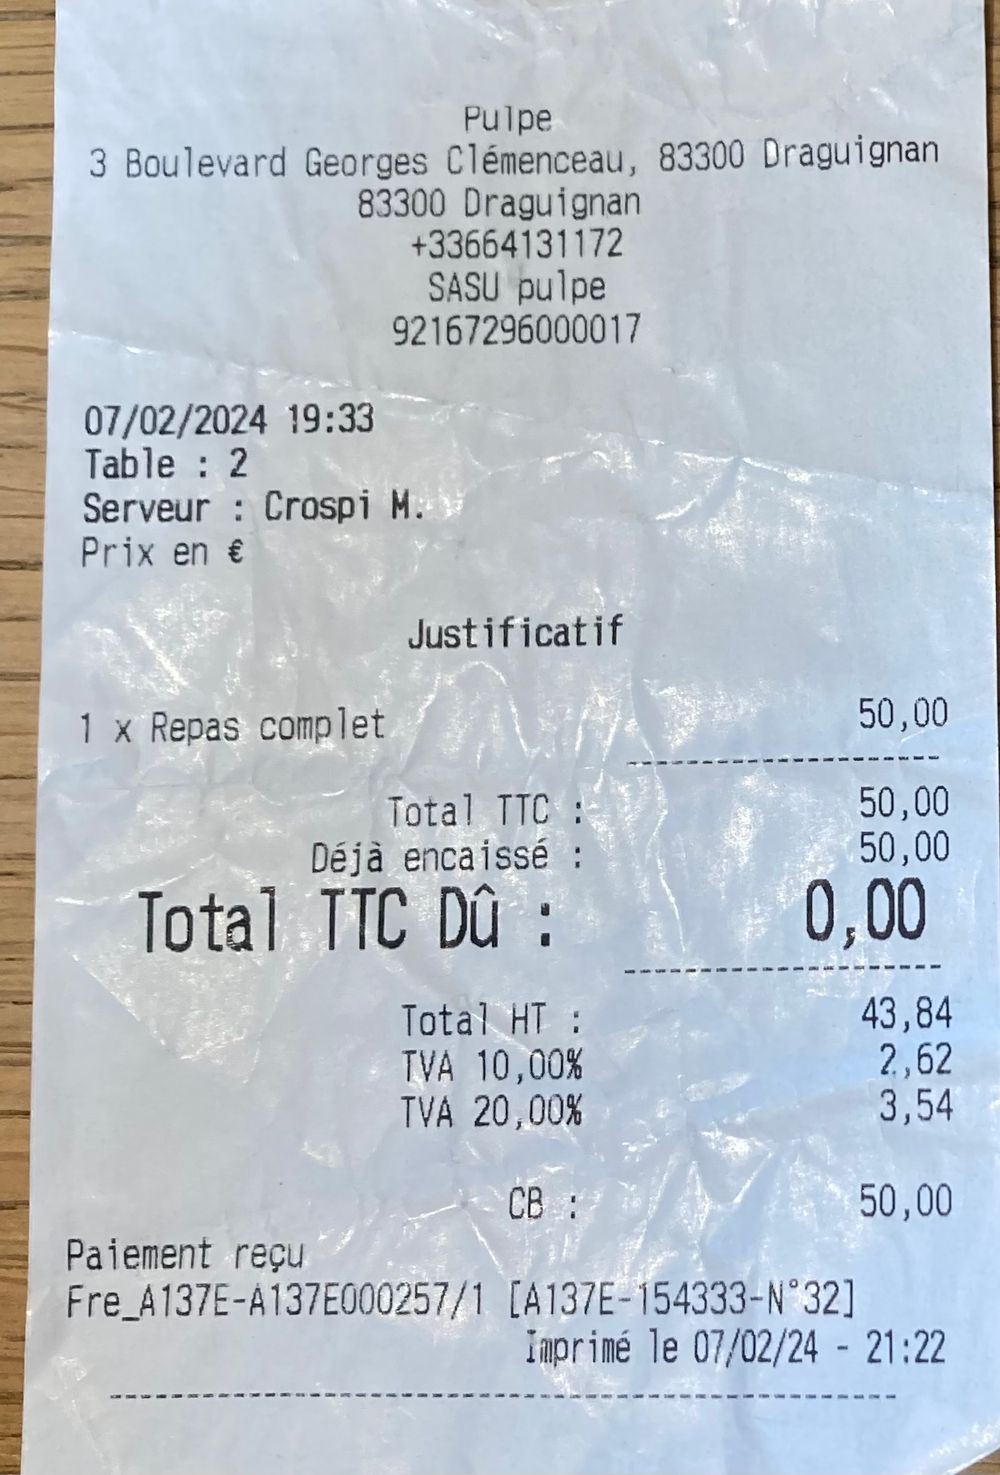 Pulpe
3 Boulevard Georges Clémenceau, 83300 Draguignan
83300 Draguignan
+33664131172
SASU pulpe
92167296000017
07/02/2024 19:33
Table : 2
Serveur : Crospi M.
Prix en €
Justificatif
1 x Repas complet 50,00
Total TTC : 50,00
Déjà encaissé : 50,00
Total TTC Dû : 0,00
Total HT : 43,84
TVA 10,00% 2,62
TVA 20,00% 3,54
CB : 50,00
Paiement reçu
Fre_A137E-A137E000257/1 [A137E-154333-N°32]
Imprimé le 07/02/24 - 21:22